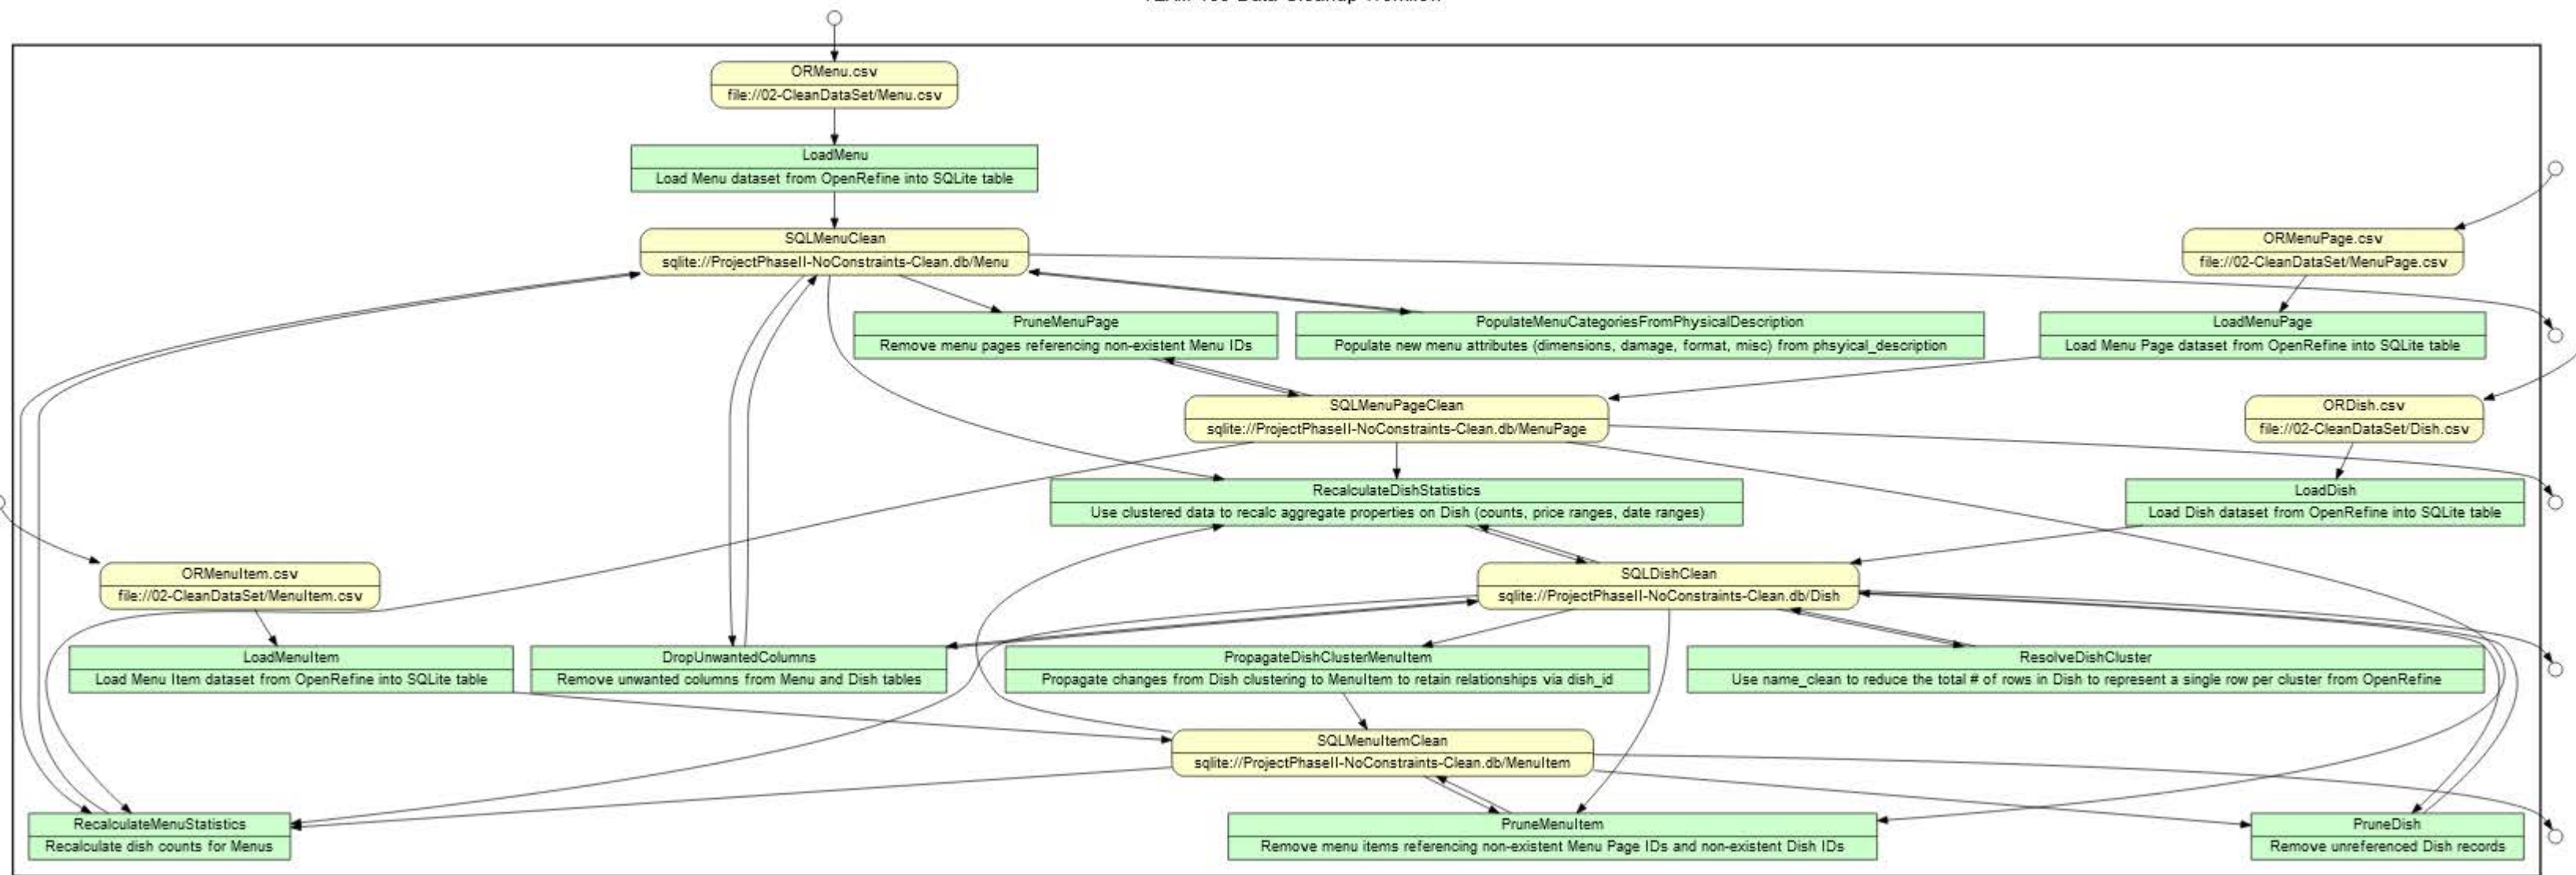 ORMenu.csv
file://02-CleanDataSet/Menu.csv
LoadMenu
Load Menu dataset from OpenRefine into SQLite table
SQLMenuClean
sqlite://ProjectPhaseII-NoConstraints-Clean.db/Menu
ORMenuPage.csv
file://02-CleanDataSet/MenuPage.csv
PruneMenuPage
Remove menu pages referencing non-existent Menu IDs
PopulateMenuCategoriesFromPhysicalDescription
Populate new menu attributes (dimensions, damage, format, misc) from phsyical_description
LoadMenuPage
Load Menu Page dataset from OpenRefine into SQLite table
SQLMenuPageClean
sqlite://ProjectPhaseII-NoConstraints-Clean.db/MenuPage
ORDish.csv
file://02-CleanDataSet/Dish.csv
RecalculateDishStatistics
Use clustered data to recalc aggregate properties on Dish (counts, price ranges, date ranges)
LoadDish
Load Dish dataset from OpenRefine into SQLite table
ORMenuItem.csv
file://02-CleanDataSet/MenuItem.csv
SQLDishClean
sqlite://ProjectPhaseII-NoConstraints-Clean.db/Dish
LoadMenuItem
Load Menu Item dataset from OpenRefine into SQLite table
DropUnwantedColumns
Remove unwanted columns from Menu and Dish tables
PropagateDishClusterMenuItem
Propagate changes from Dish clustering to MenuItem to retain relationships via dish_id
ResolveDishCluster
Use name_clean to reduce the total # of rows in Dish to represent a single row per cluster from OpenRefine
SQLMenuItemClean
sqlite://ProjectPhaseII-NoConstraints-Clean.db/MenuItem
RecalculateMenuStatistics
Recalculate dish counts for Menus
PruneMenuItem
Remove menu items referencing non-existent Menu Page IDs and non-existent Dish IDs
PruneDish
Remove unreferenced Dish records